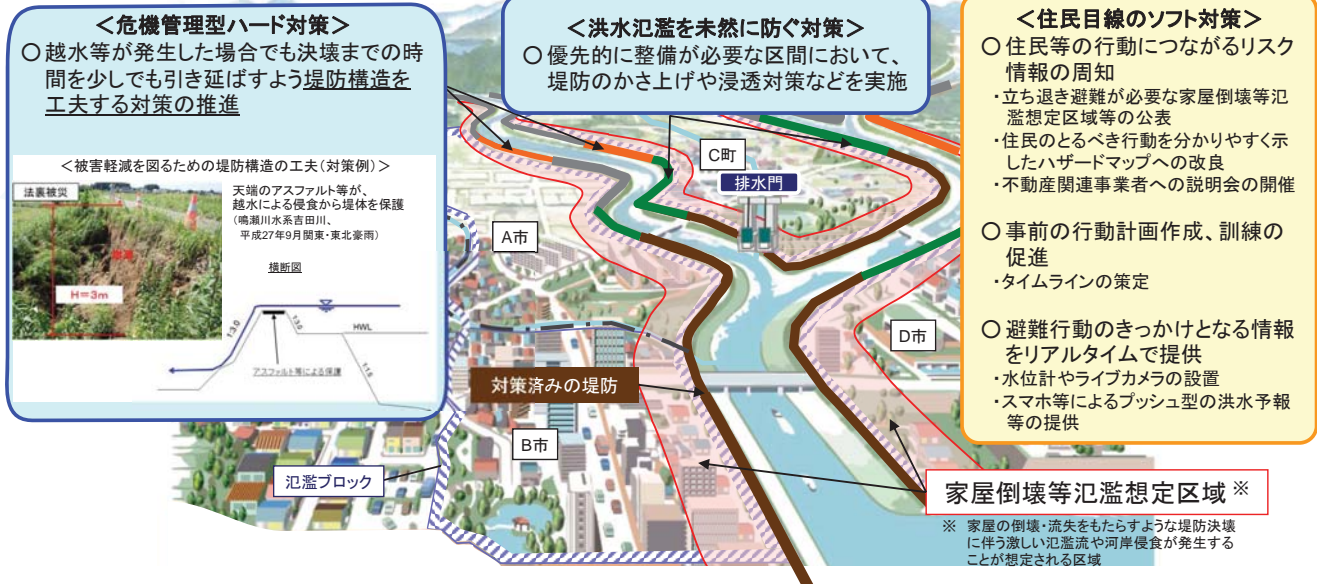 ＜危機管理型ハード対策＞
○越水等が発生した場合でも決壊までの時
間を少しでも引き延ばすよう堤防構造を
工夫する対策の推進
＜被害軽減を図るための堤防構造の工夫（対策例）＞
法裏被災
H=3m
天端のアスファルト等が、
越水による侵食から堤体を保護
（鳴瀬川水系吉田川、
平成27年9月関東・東北豪雨）
横断図
1:3.0
1:3.0
HWL
アスファルト等による保護
＜洪水氾濫を未然に防ぐ対策＞
○優先的に整備が必要な区間において、
堤防のかさ上げや浸透対策などを実施
C町
排水門
A市
D市
対策済みの堤防
B市
氾濫ブロック
＜住民目線のソフト対策＞
○住民等の行動につながるリスク
情報の周知
・立ち退き避難が必要な家屋倒壊等氾
濫想定区域等の公表
・住民のとるべき行動を分かりやすく示
したハザードマップへの改良
・不動産関連事業者への説明会の開催
○事前の行動計画作成、訓練の
促進
・タイムラインの策定
○避難行動のきっかけとなる情報
をリアルタイムで提供
・水位計やライブカメラの設置
・スマホ等によるプッシュ型の洪水予報
等の提供
家屋倒壊等氾濫想定区域※
※ 家屋の倒壊・流失をもたらすような堤防決壊
に伴う激しい氾濫流や河岸侵食が発生する
ことが想定される区域